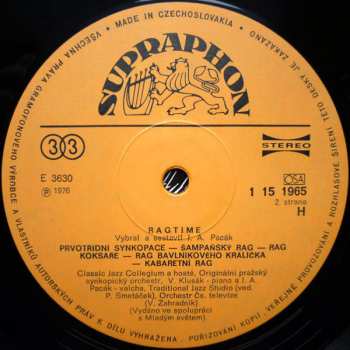 • MADE IN CZECHOSLOVAKIA •
VŠECHNA PRÁVA GRAMOFONOVÉHO VÝROBCE A VLASTNÍKŮ AUTORSKÝCH PRÁV K DÍLU VYHRAŽENA. POŘIZOVÁNÍ KOPIÍ, VEŘEJNÉ PROVOZOVÁNÍ A ROZHLASOVÉ ŠÍŘENÍ TÉTO DESKY JE ZAKÁZÁNO
SUPRAPHON
33
STEREO
E 3630
Ⓟ 1976
OSA
1 15 1965
2. strana
H
RAGTIME
Vybral a sestavil I. A. Pacák
PRVOTŘÍDNÍ SYNKOPACE — ŠAMPAŇSKÝ RAG — RAG
KOKSAŘE — RAG BAVLNÍKOVÉHO KRÁLÍČKA
— KABARETNÍ RAG
Classic Jazz Collegium a hosté, Originální pražský
synkopický orchestr, V. Klusák - piano a I. A.
Pacák - valcha, Traditional Jazz Studio (ved.
P. Smetáček), Orchestr Čs. televize
(V. Zahradník)
(Vydáno ve spolupráci
s Mladým světem)